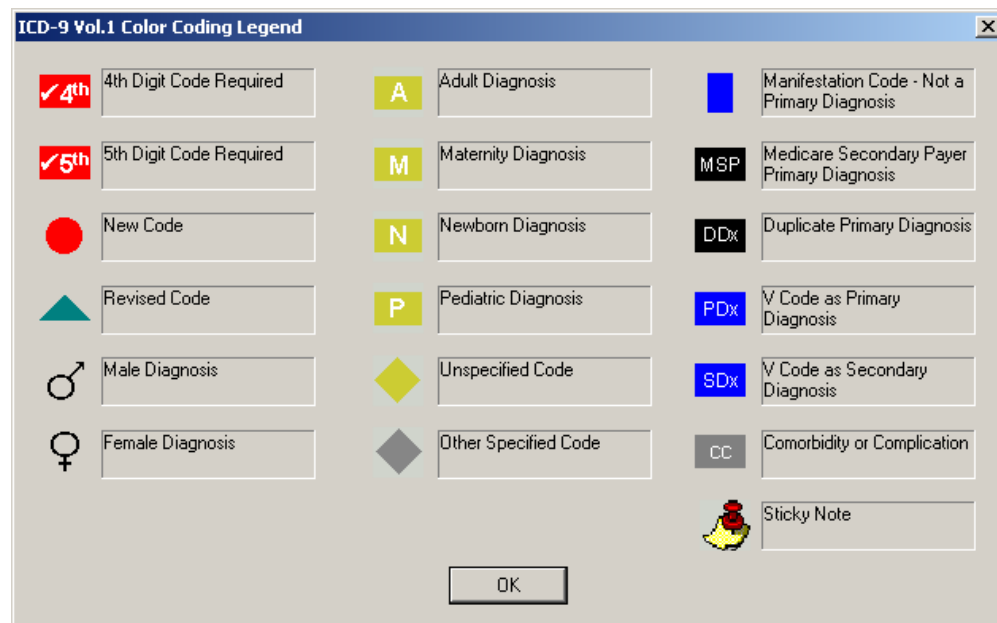 ICD-9 Vol.1 Color Coding Legend
✓4th 4th Digit Code Required
✓5th 5th Digit Code Required
New Code
Revised Code
Male Diagnosis
Female Diagnosis
A Adult Diagnosis
M Maternity Diagnosis
N Newborn Diagnosis
P Pediatric Diagnosis
Unspecified Code
Other Specified Code
Manifestation Code - Not a
Primary Diagnosis
MSP Medicare Secondary Payer
Primary Diagnosis
DDx Duplicate Primary Diagnosis
PDx V Code as Primary
Diagnosis
SDx V Code as Secondary
Diagnosis
CC Comorbidity or Complication
Sticky Note
OK